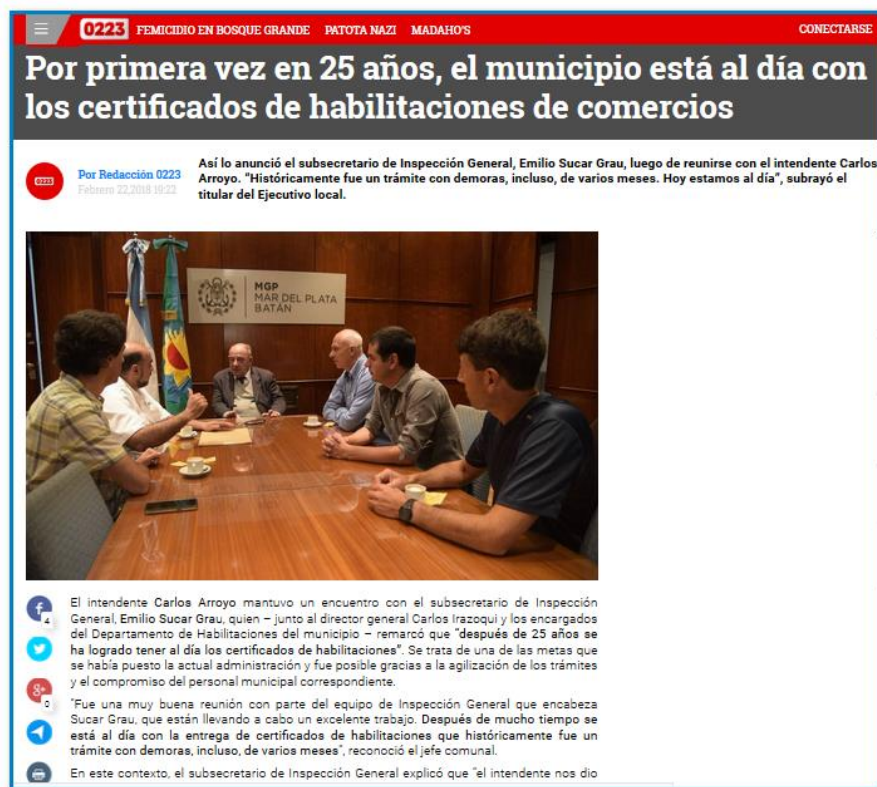 0223 FEMICIDIO EN BOSQUE GRANDE PATOTA NAZI MADAHO'S CONECTARSE
Por primera vez en 25 años, el municipio está al día con
los certificados de habilitaciones de comercios
0223
Por Redacción 0223
Febrero 22,2018 10:22
Así lo anunció el subsecretario de Inspección General, Emilio Sucar Grau, luego de reunirse con el intendente Carlos
Arroyo. “Históricamente fue un trámite con demoras, incluso, de varios meses. Hoy estamos al día”, subrayó el
titular del Ejecutivo local.
MGP
MAR DEL PLATA
BATÁN
El intendente Carlos Arroyo mantuvo un encuentro con el subsecretario de Inspección
General, Emilio Sucar Grau, quien – junto al director general Carlos Irazoqui y los encargados
del Departamento de Habilitaciones del municipio – remarcó que “después de 25 años se
ha logrado tener al día los certificados de habilitaciones”. Se trata de una de las metas que
se había puesto la actual administración y fue posible gracias a la agilización de los trámites
y el compromiso del personal municipal correspondiente.
4
8+
0
“Fue una muy buena reunión con parte del equipo de Inspección General que encabeza
Sucar Grau, que están llevando a cabo un excelente trabajo. Después de mucho tiempo se
está al día con la entrega de certificados de habilitaciones que históricamente fue un
trámite con demoras, incluso, de varios meses”, reconoció el jefe comunal.
En este contexto, el subsecretario de Inspección General explicó que “el intendente nos dio